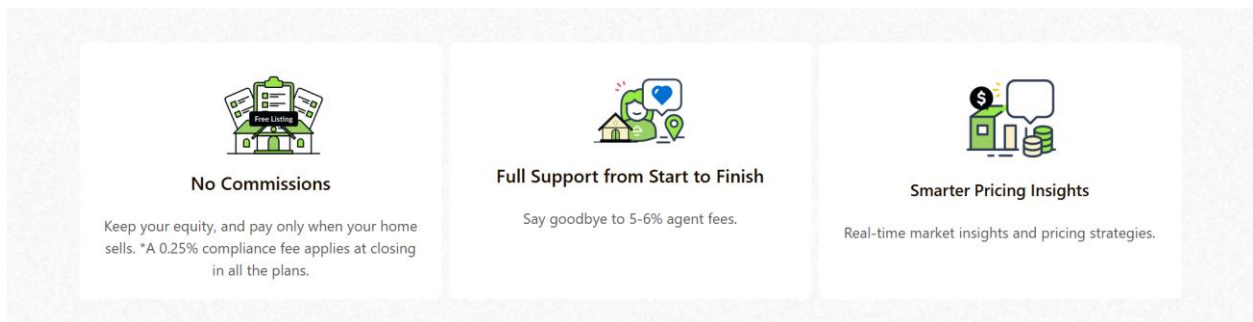 Free Listing
No Commissions
Keep your equity, and pay only when your home
sells. *A 0.25% compliance fee applies at closing
in all the plans.
Full Support from Start to Finish
Say goodbye to 5-6% agent fees.
$
Smarter Pricing Insights
Real-time market insights and pricing strategies.